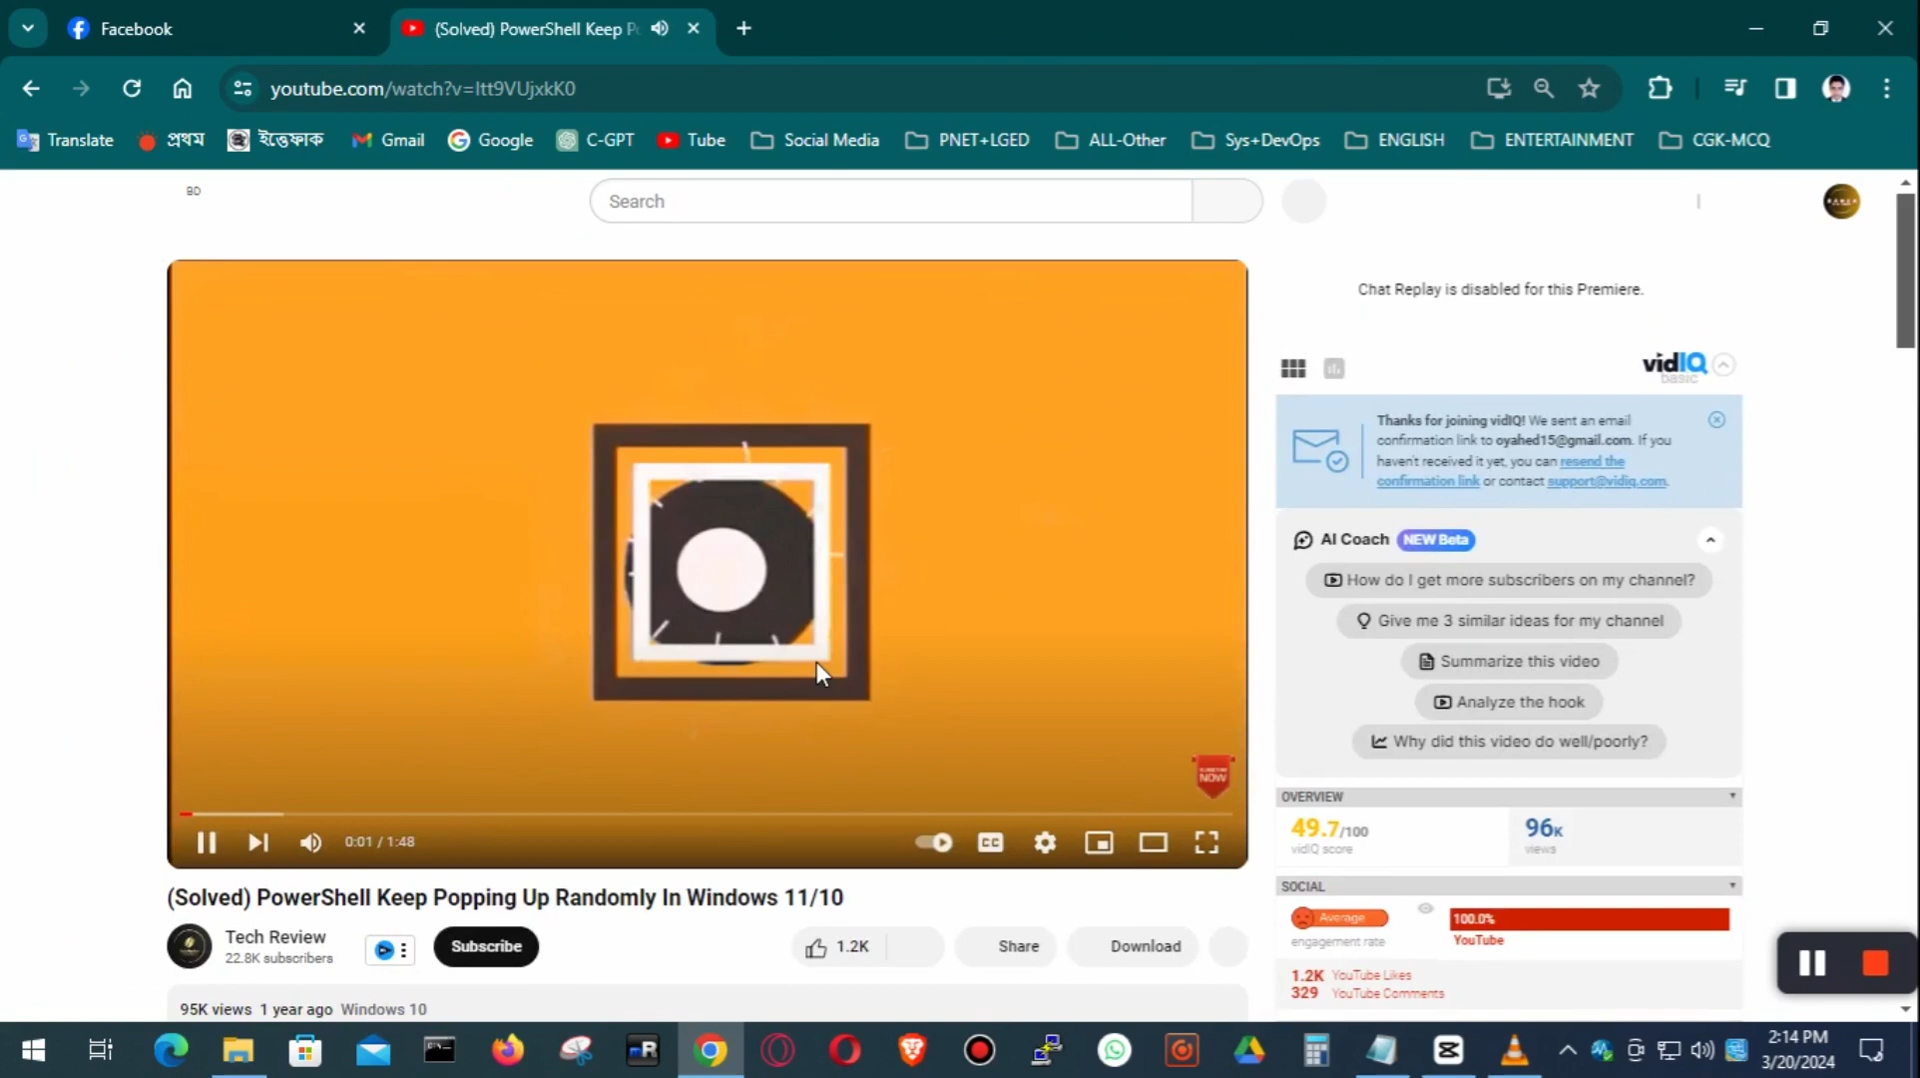 Facebook
(Solved) PowerShell Keep P
youtube.com/watch?v=Itt9VUjxkK0
Translate
প্রথম
ইত্তেফাক
Gmail
Google
C-GPT
Tube
Social Media
PNET+LGED
ALL-Other
Sys+DevOps
ENGLISH
ENTERTAINMENT
CGK-MCQ
BD
Search
Chat Replay is disabled for this Premiere.
vidIQ
basic
Thanks for joining vidIQ! We sent an email
confirmation link to oyahed15@gmail.com. If you
haven't received it yet, you can resend the
confirmation link or contact support@vidiq.com.
AI Coach NEW Beta
How do I get more subscribers on my channel?
Give me 3 similar ideas for my channel
Summarize this video
Analyze the hook
Why did this video do well/poorly?
NOW
0:01 / 1:48
CC
OVERVIEW
49.7/100
vidIQ score
96K
views
SOCIAL
Average
engagement rate
100.0%
YouTube
1.2K YouTube Likes
329 YouTube Comments
(Solved) PowerShell Keep Popping Up Randomly In Windows 11/10
Tech Review
22.8K subscribers
Subscribe
1.2K
Share
Download
95K views 1 year ago Windows 10
2:14 PM
3/20/2024